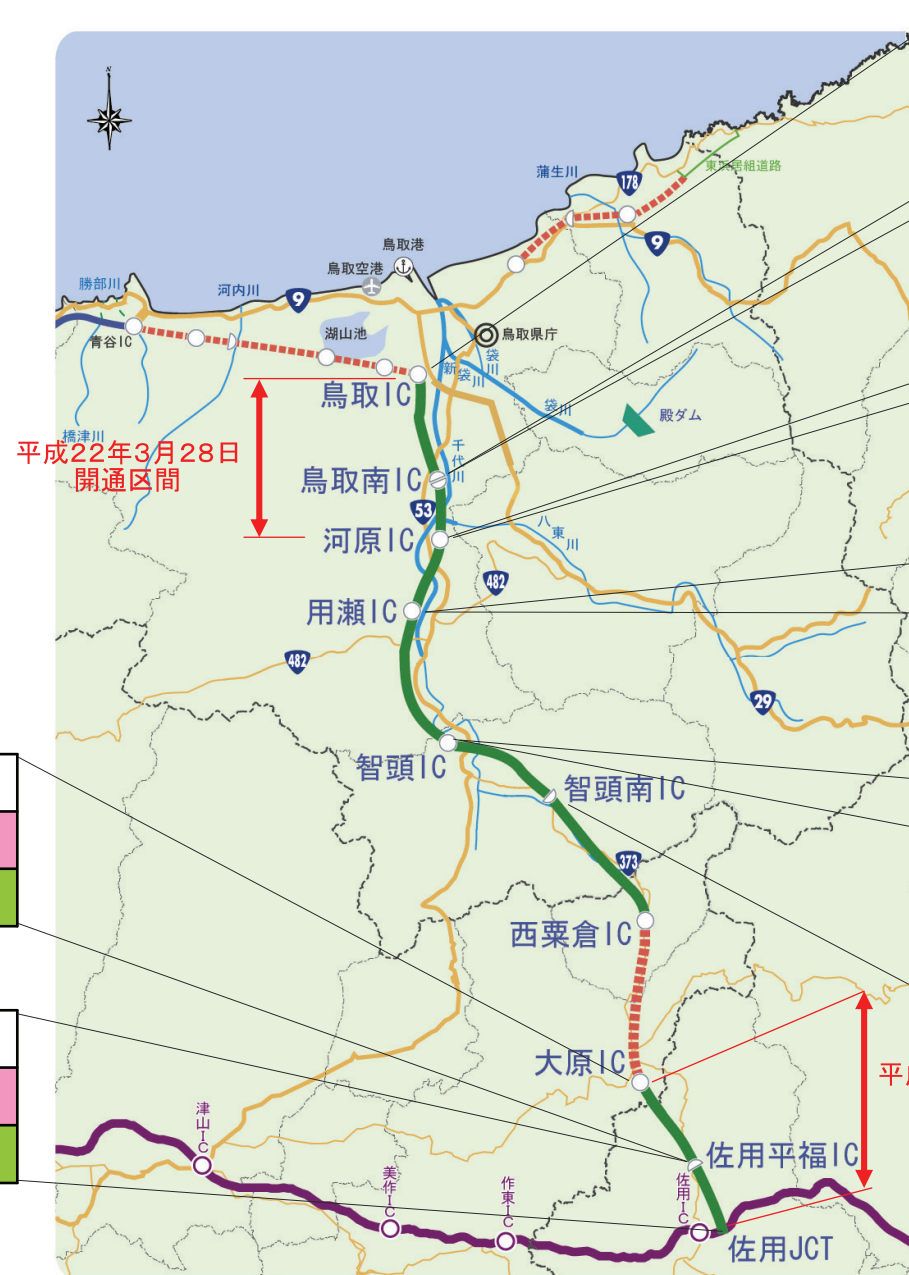 N
蒲生川
178
東浜居組道路
9
鳥取港
鳥取空港
勝部川
河内川
9
鳥取県庁
湖山池
青谷IC
袋川
新袋川
鳥取IC
袋川
殿ダム
橋津川
平成22年3月28日
開通区間
千代川
鳥取南IC
53
八東川
河原IC
482
用瀬IC
482
29
智頭IC
智頭南IC
373
西粟倉IC
大原IC
平成
津山IC
佐用平福IC
美作IC
作東IC
佐用IC
佐用JCT